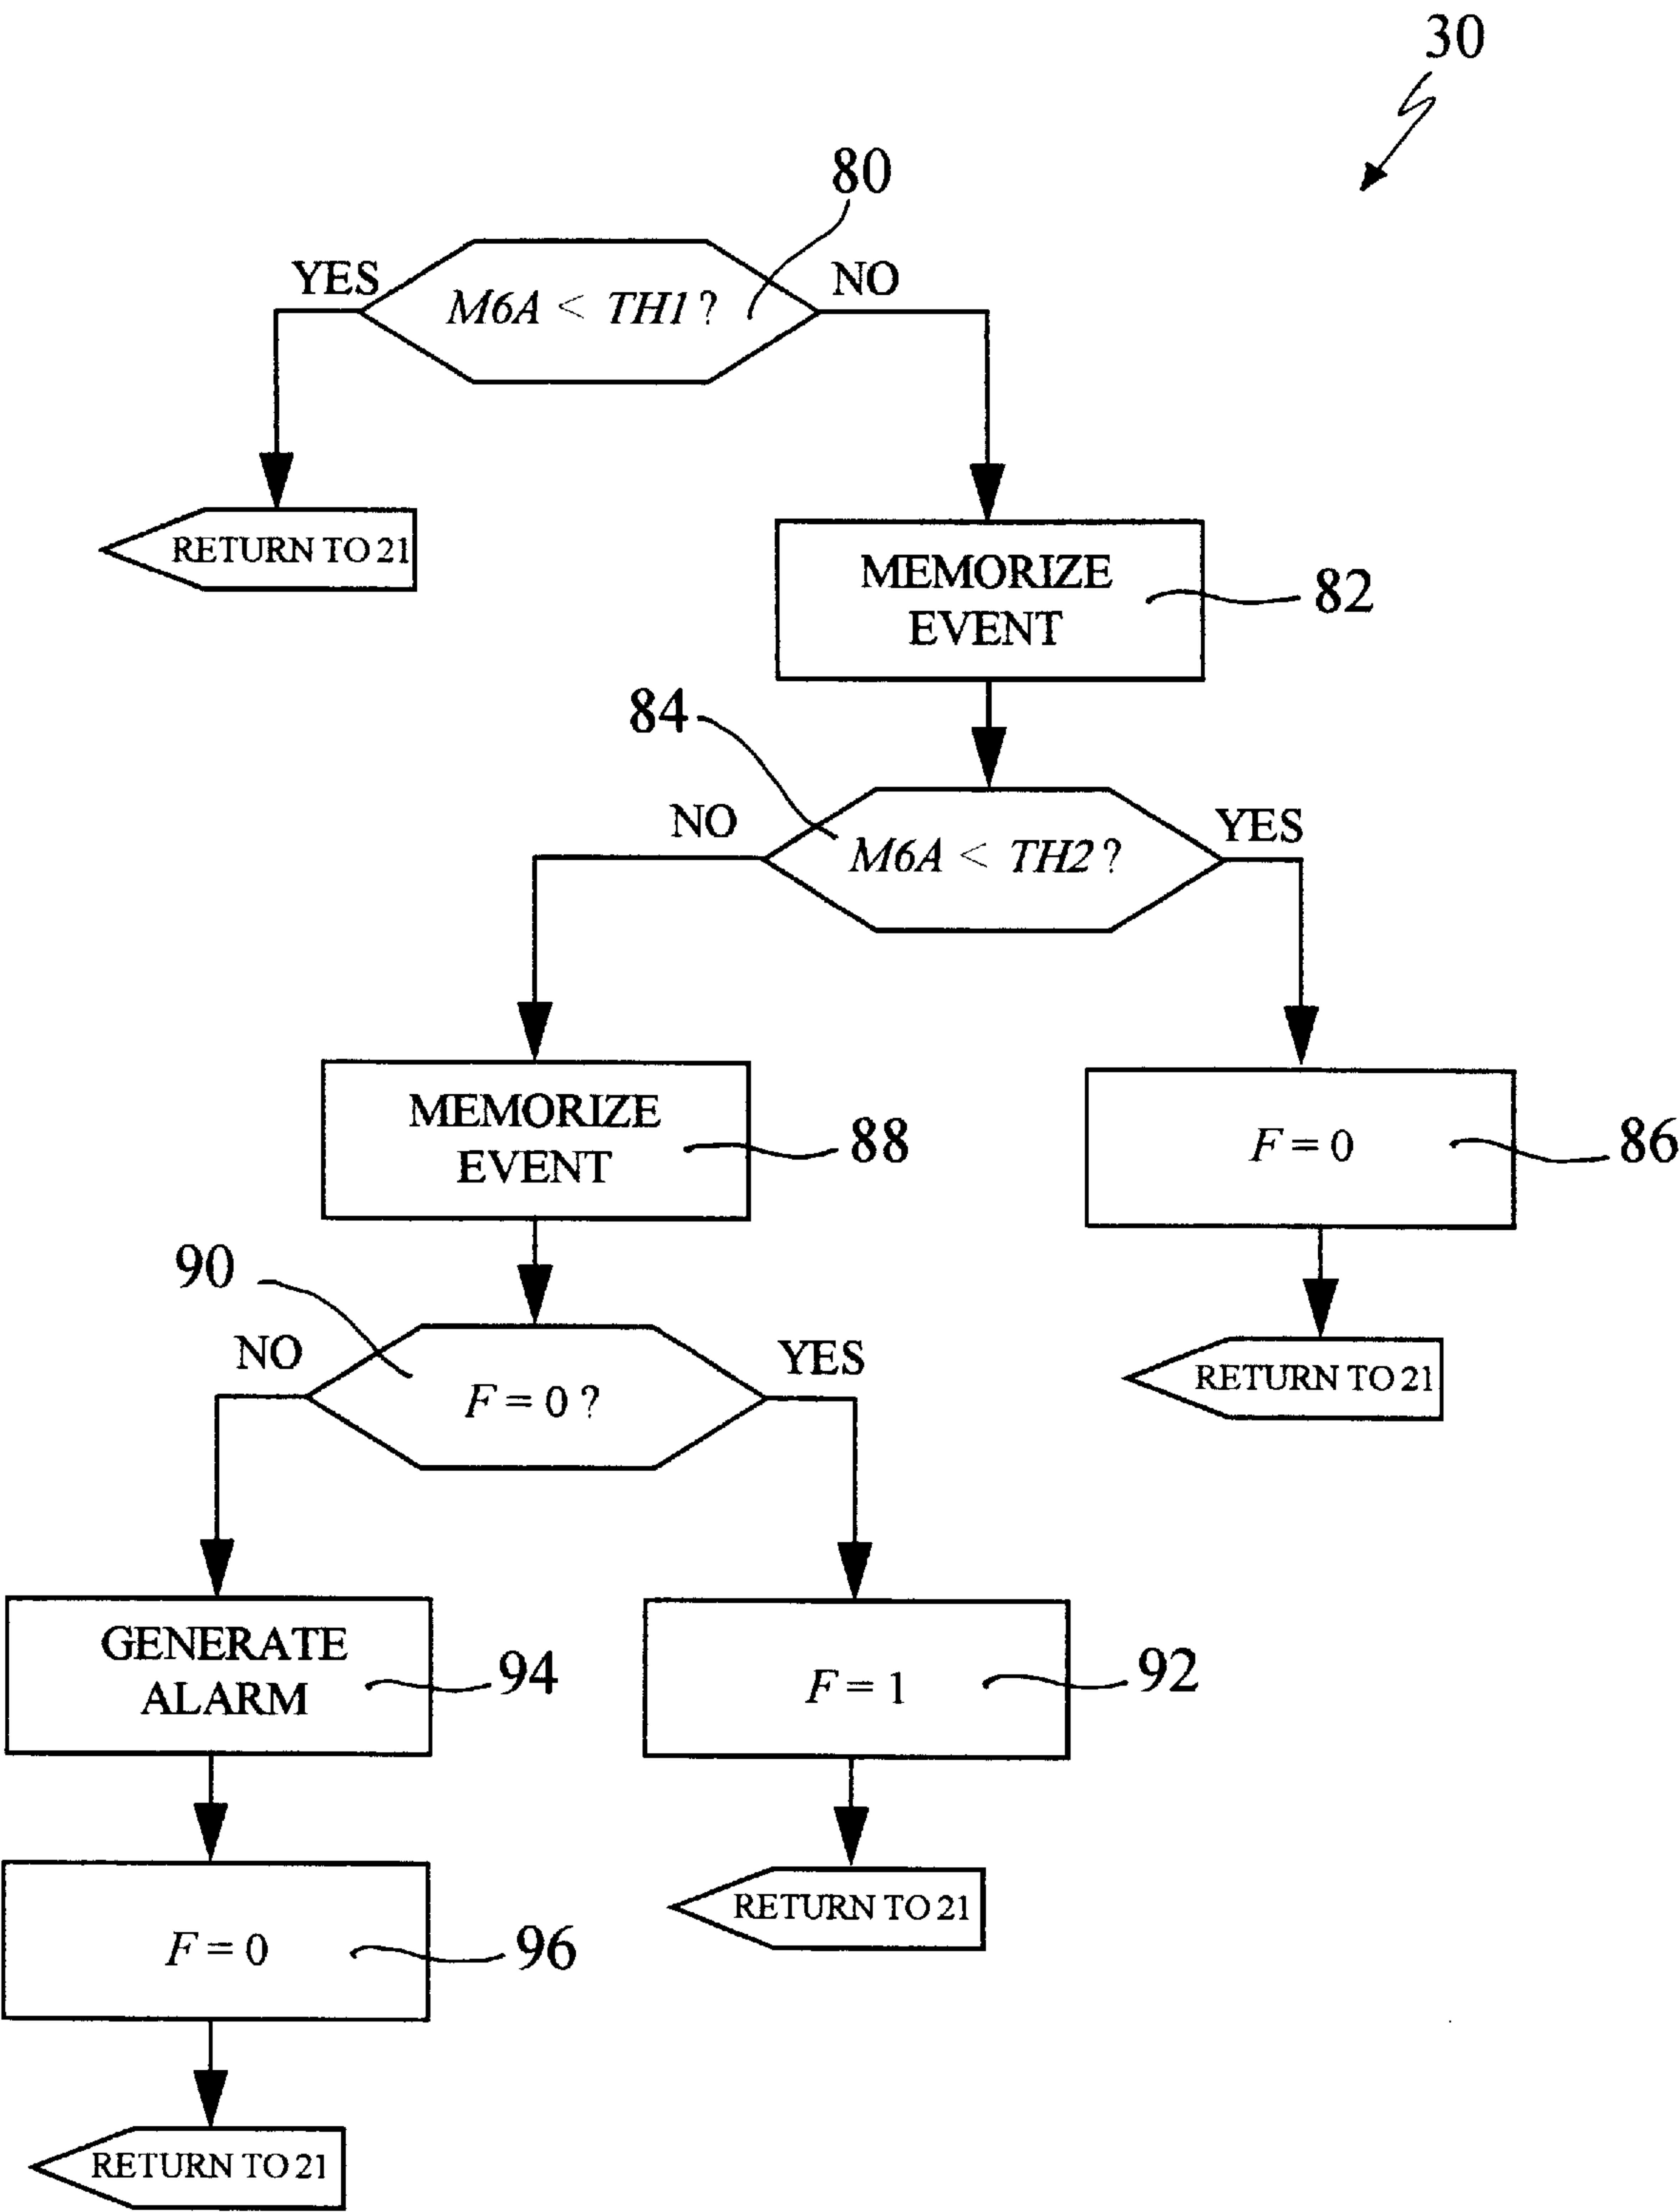 30
80
YES
NO
M6A < TH1 ?
RETURN TO 21
MEMORIZE
EVENT
82
84
NO
YES
M6A < TH2 ?
MEMORIZE
EVENT
88
F = 0
86
90
NO
YES
F = 0 ?
RETURN TO 21
GENERATE
ALARM
94
F = 1
92
F = 0
96
RETURN TO 21
RETURN TO 21